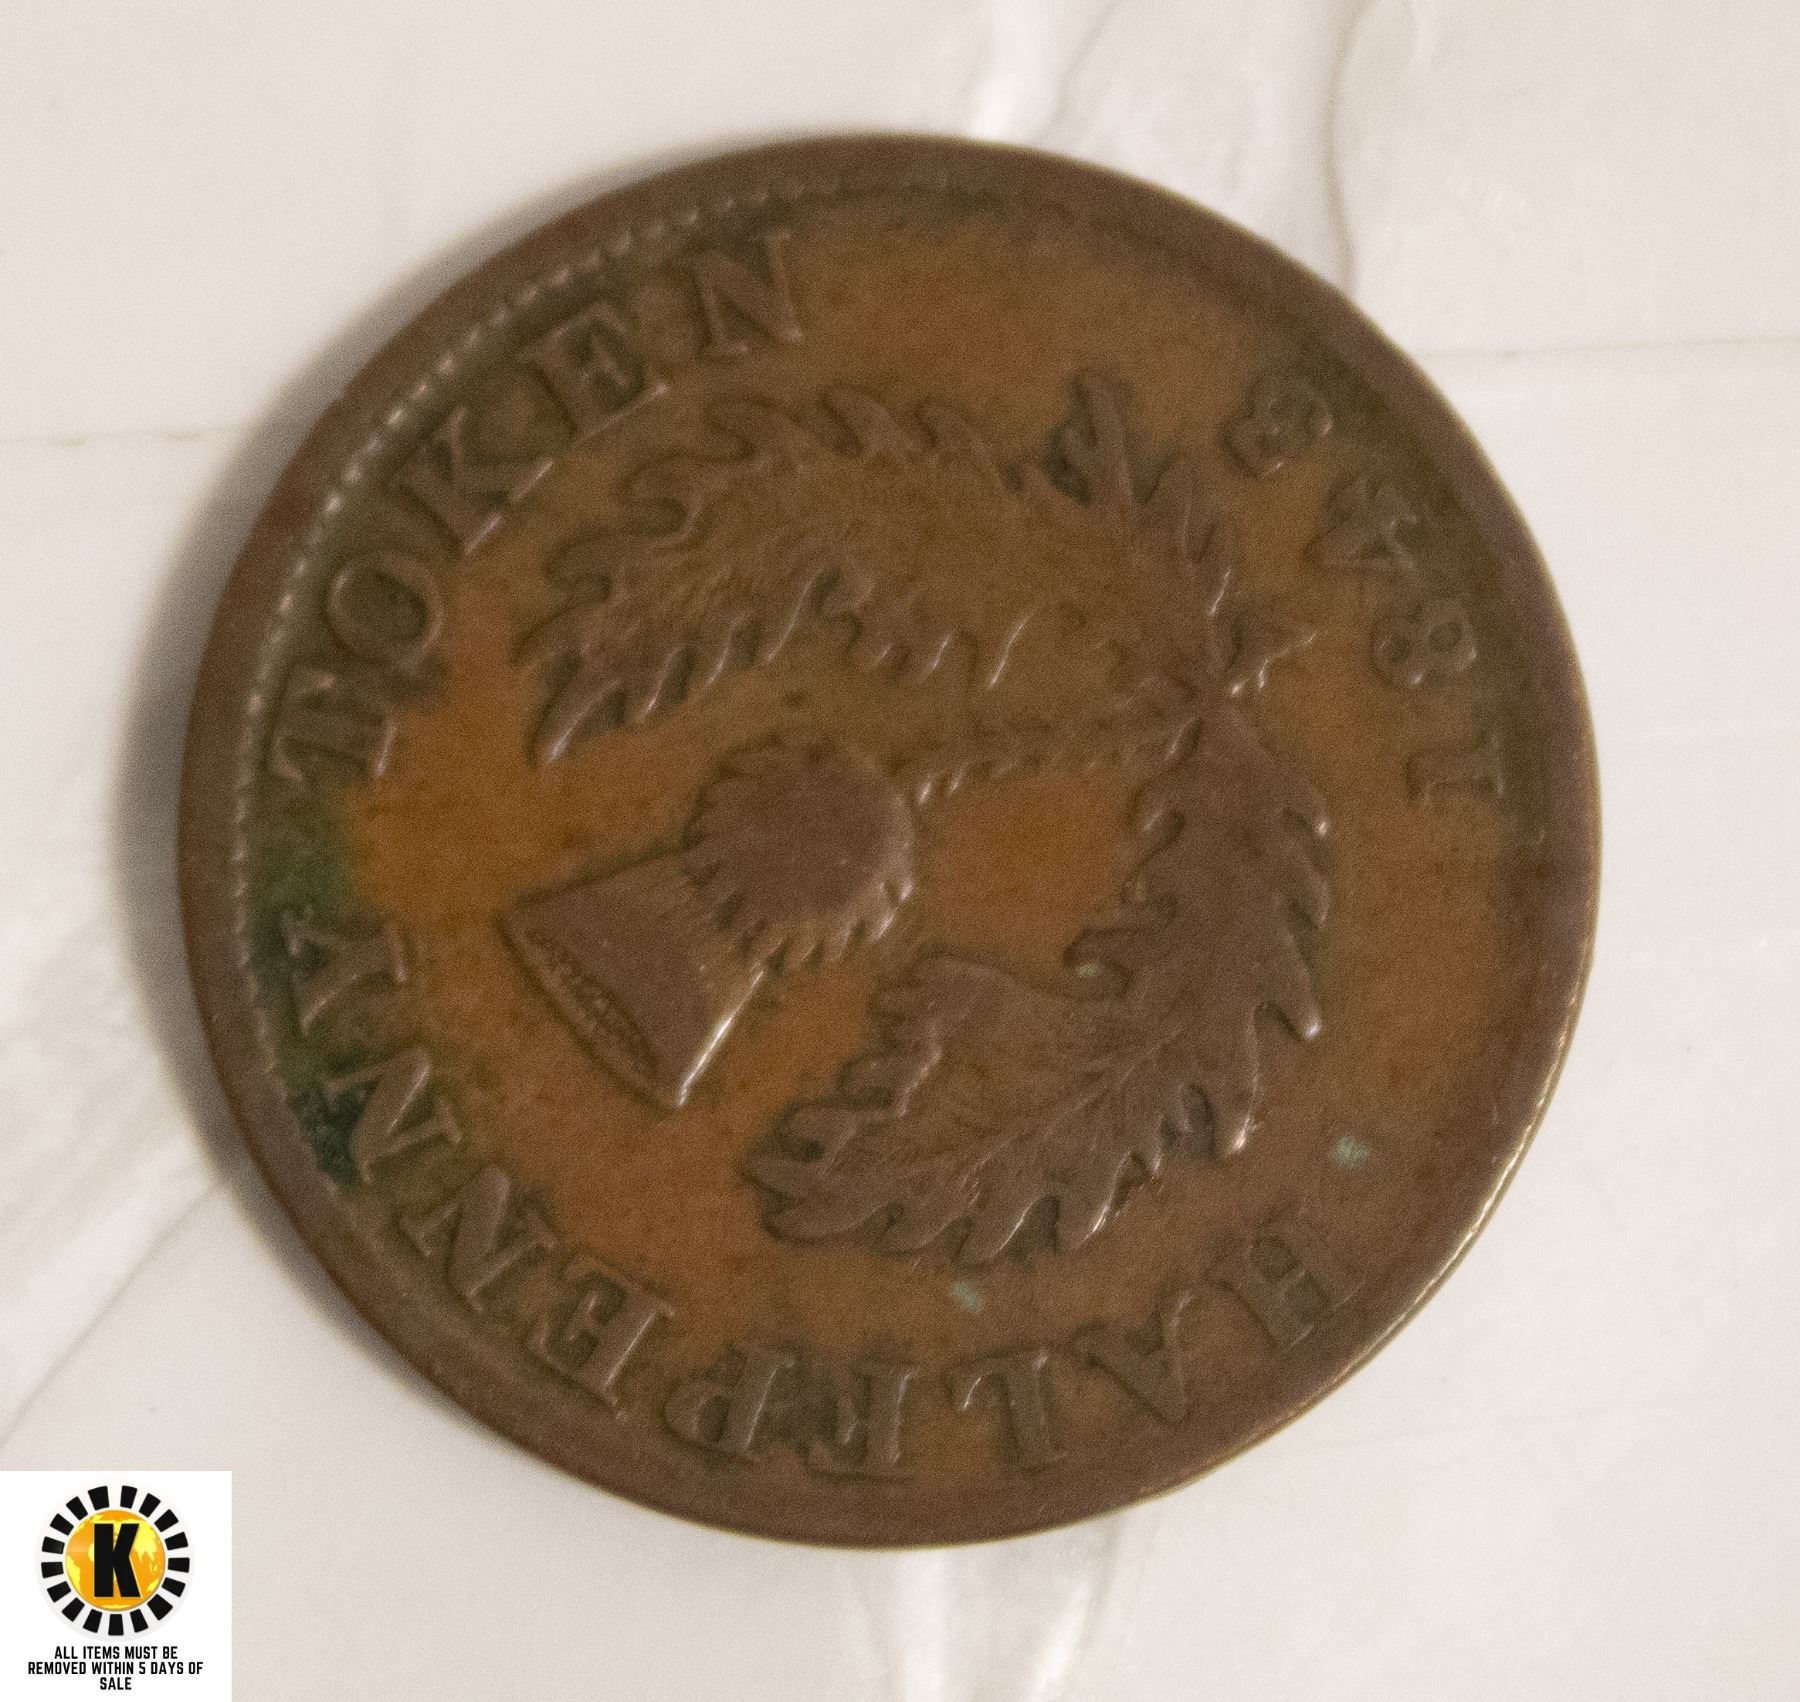 HALFPENNY TOKEN
1843
K
ALL ITEMS MUST BE
REMOVED WITHIN 5 DAYS OF
SALE